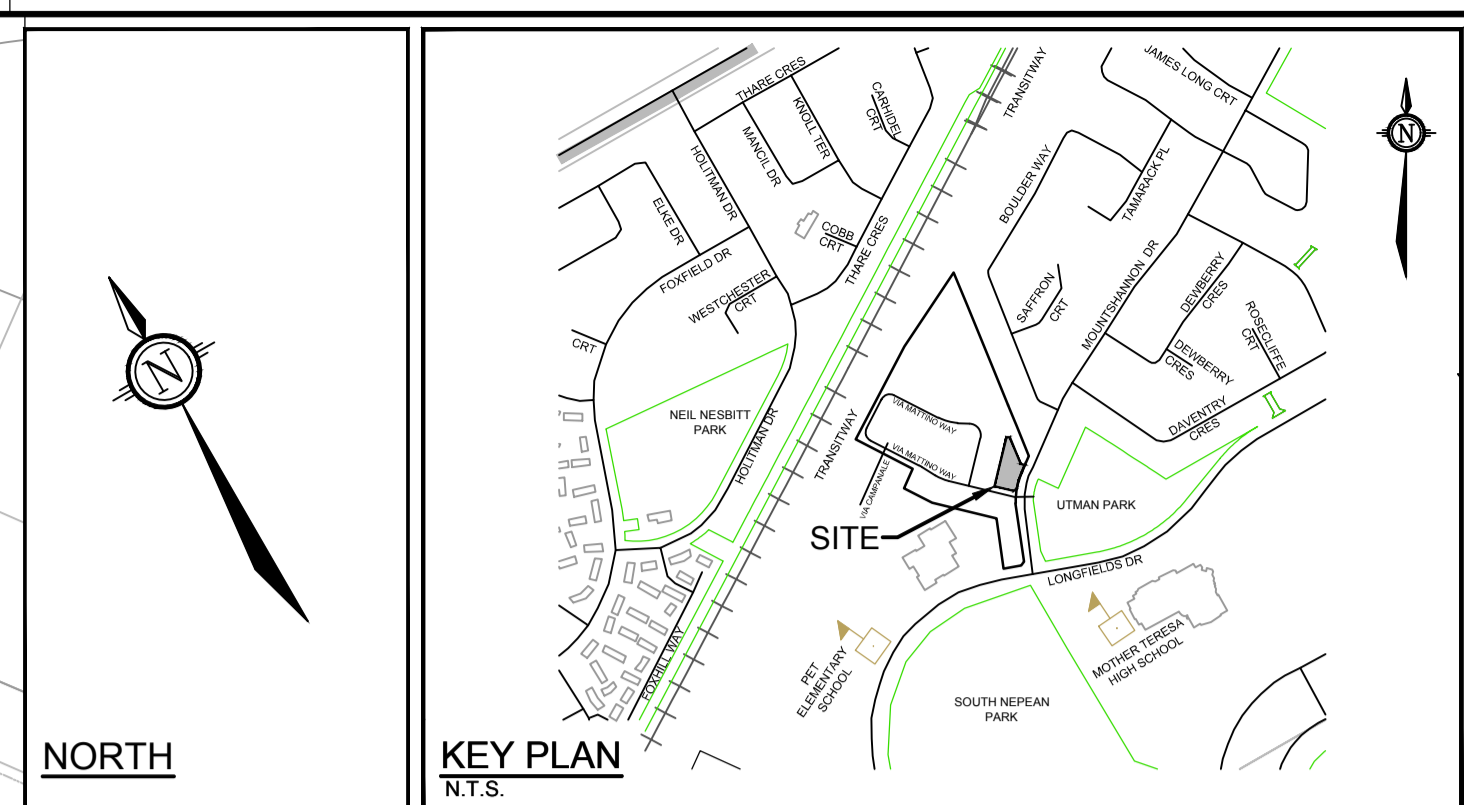 N
NORTH
THARE CRES
JAMES LONG CRT
TRANSITWAY
CARHIDEL
CRT
KNOLL TER
MANCIL DR
HOLITMAN DR
N
BOULDER WAY
TAMARACK PL
ELKE DR
COBB
CRT
THARE CRES
FOXFIELD DR
WESTCHESTER
CRT
SAFFRON
CRT
MOUNTSHANNON DR
DEWBERRY
CRES
ROSECLIFFE
CRT
CRT
DEWBERRY
CRES
NEIL NESBITT
PARK
HOLITMAN DR
TRANSITWAY
VIA MATTINO WAY
VIA MATTINO WAY
VIA CAMPANALE
DAVENTRY
CRES
UTMAN PARK
SITE
LONGFIELDS DR
FOXHILL WAY
PET
ELEMENTARY
SCHOOL
MOTHER TERESA
HIGH SCHOOL
SOUTH NEPEAN
PARK
KEY PLAN
N.T.S.